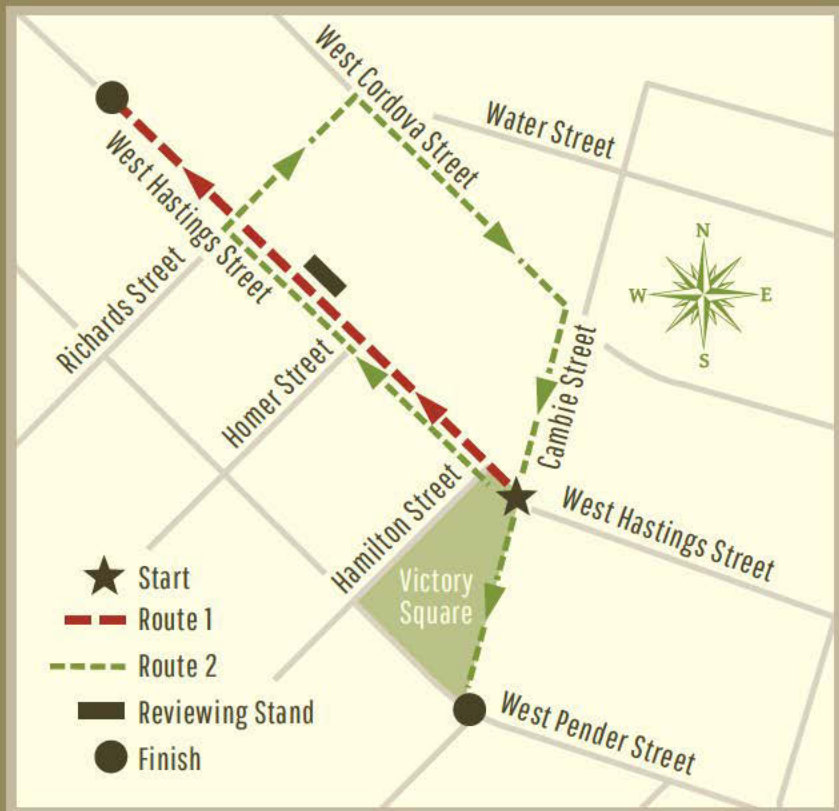 West Cordova Street
Water Street
West Hastings Street
Richards Street
Homer Street
Hamilton Street
Cambie Street
West Hastings Street
N
W
E
S
Victory
Square
West Pender Street
Start
Route 1
Route 2
Reviewing Stand
Finish